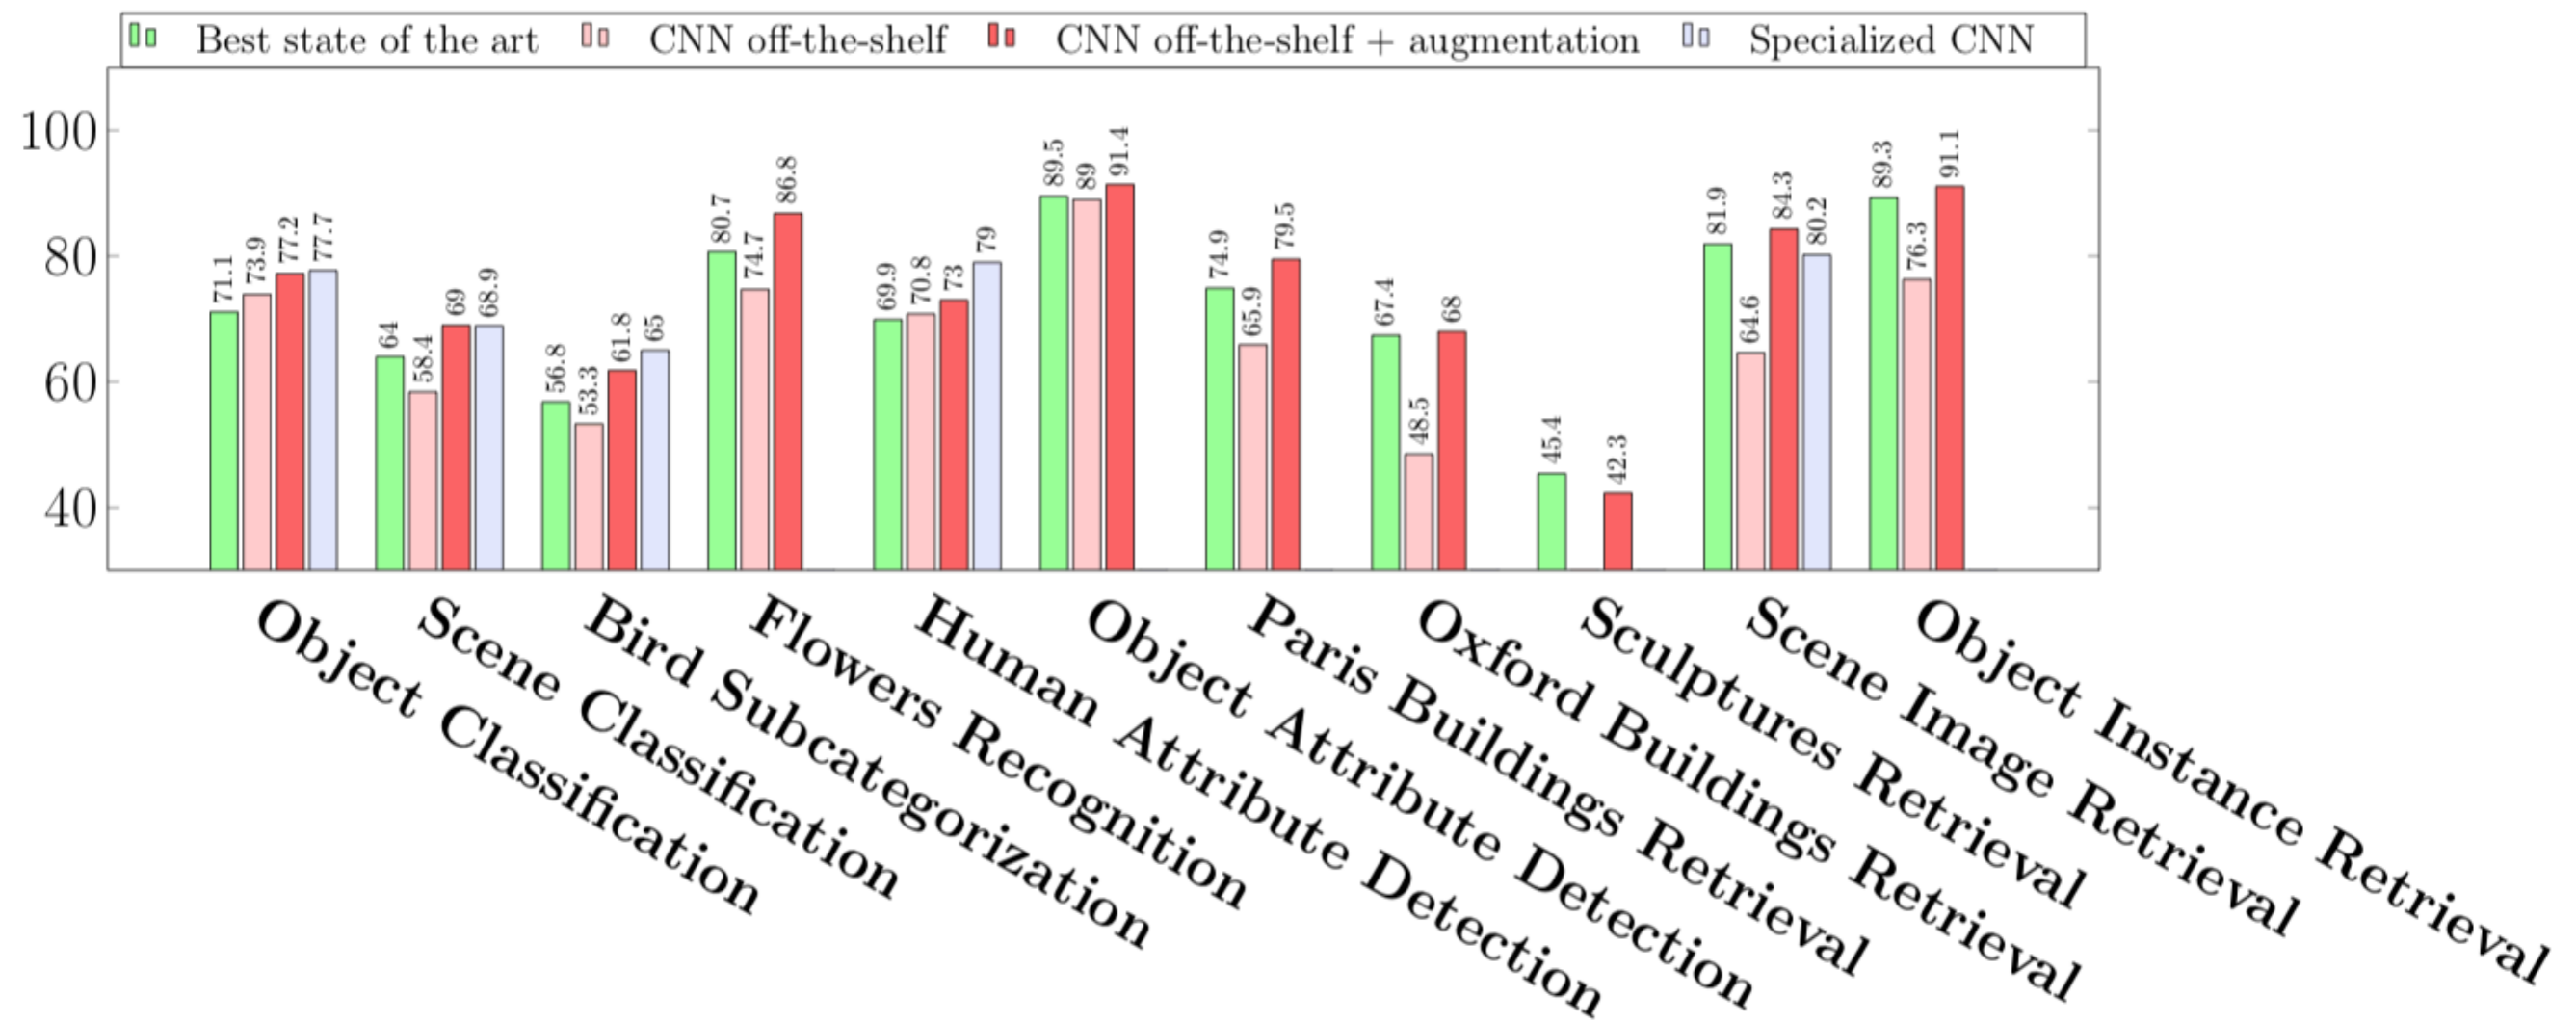 Best state of the art CNN off-the-shelf CNN off-the-shelf + augmentation Specialized CNN
100
80
60
40
71.1 73.9 77.2 77.7
64 58.4 69 68.9
56.8 53.3 61.8 65
80.7 74.7 86.8
69.9 70.8 73 79
89.5 89 91.4
74.9 65.9 79.5
67.4 48.5 68
45.4 42.3
81.9 64.6 84.3 80.2
89.3 76.3 91.1
Object Classification
Scene Classification
Bird Subcategorization
Flowers Recognition
Human Attribute Detection
Object Attribute Detection
Paris Buildings Retrieval
Oxford Buildings Retrieval
Sculptures Retrieval
Scene Image Retrieval
Object Instance Retrieval